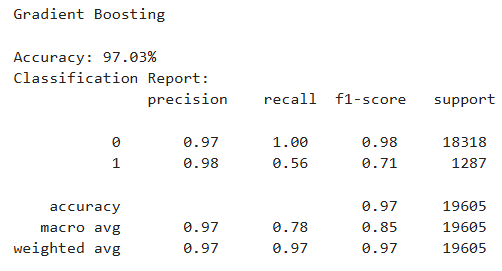 Gradient Boosting
Accuracy: 97.03%
Classification Report:
precision recall f1-score support
0 0.97 1.00 0.98 18318
1 0.98 0.56 0.71 1287
accuracy 0.97 19605
macro avg 0.97 0.78 0.85 19605
weighted avg 0.97 0.97 0.97 19605